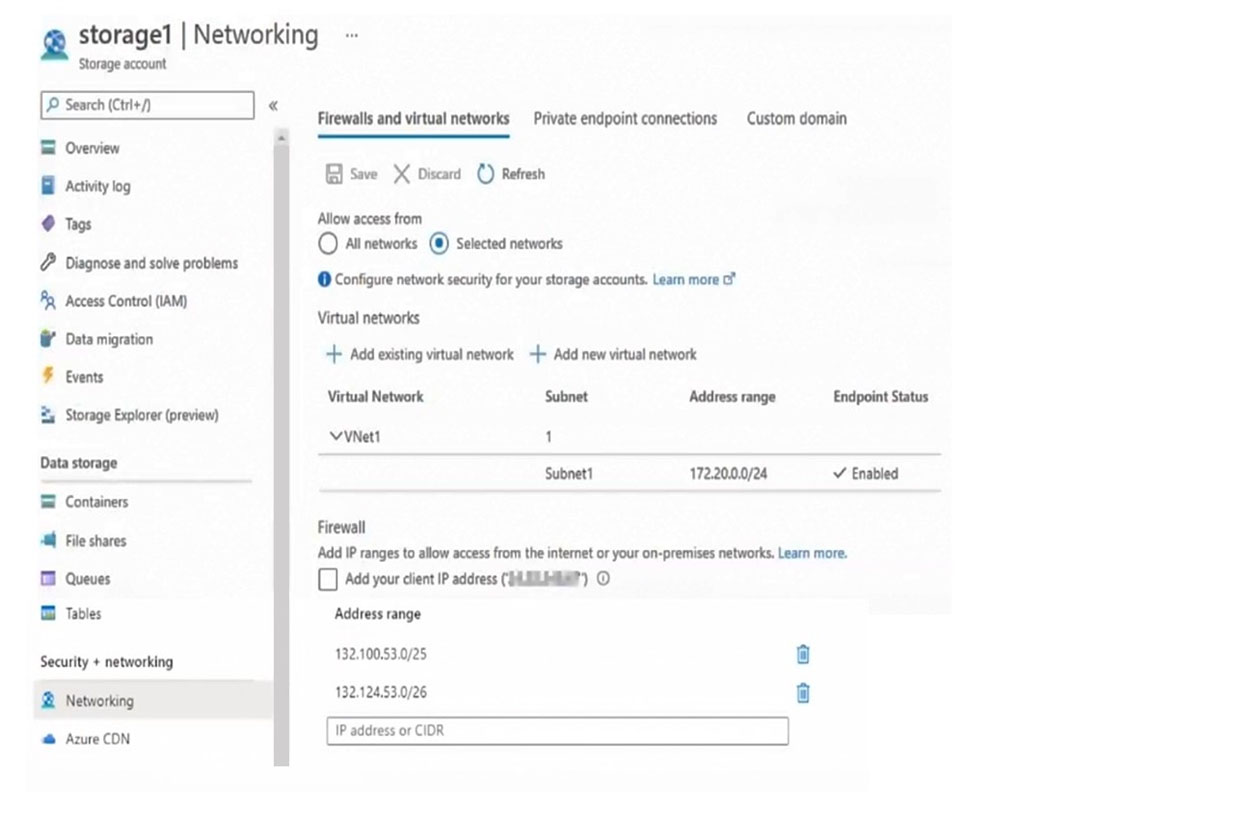 storage1 | Networking ...
Storage account
Search (Ctrl+/)
«
Overview
Activity log
Tags
Diagnose and solve problems
Access Control (IAM)
Data migration
Events
Storage Explorer (preview)
Data storage
Containers
File shares
Queues
Tables
Security + networking
Networking
Azure CDN
Firewalls and virtual networks Private endpoint connections Custom domain
Save Discard Refresh
Allow access from
All networks Selected networks
Configure network security for your storage accounts. Learn more
Virtual networks
+ Add existing virtual network + Add new virtual network
Virtual Network Subnet Address range Endpoint Status
VNet1 1
Subnet1 172.20.0.0/24 Enabled
Firewall
Add IP ranges to allow access from the internet or your on-premises networks. Learn more.
Add your client IP address (' ')
Address range
132.100.53.0/25
132.124.53.0/26
IP address or CIDR